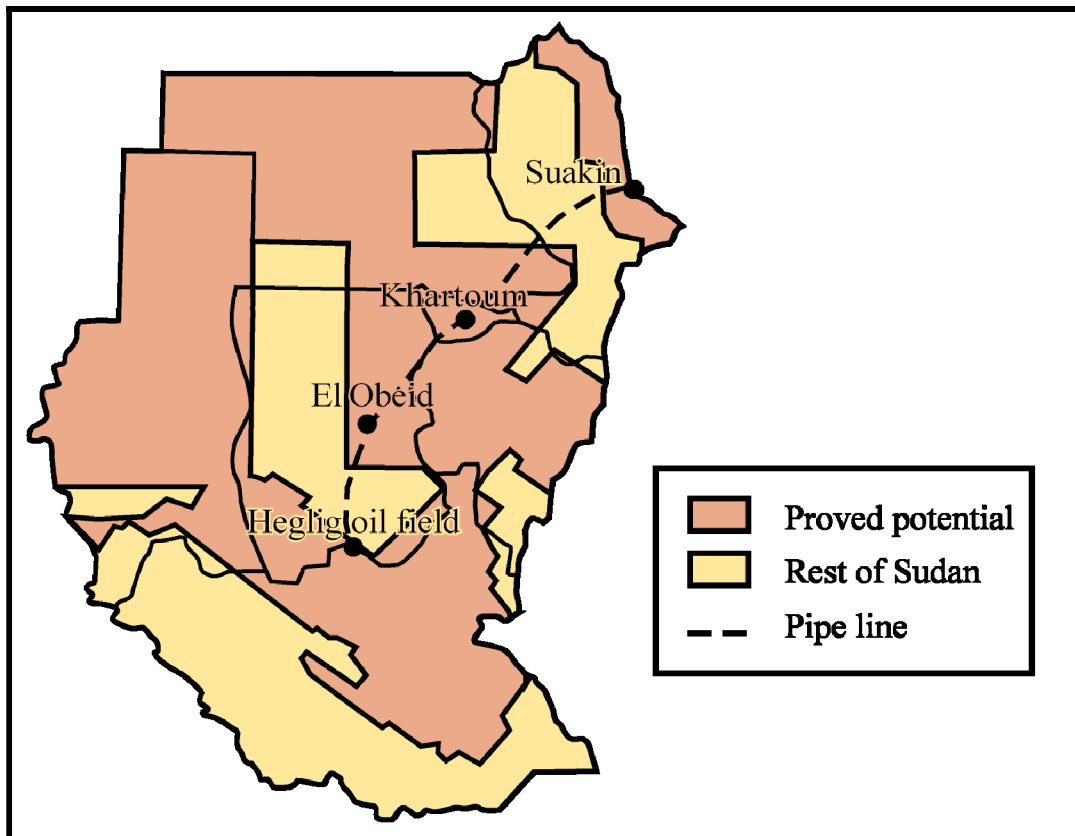 Suakin
Khartoum
El Obeid
Heglig oil field
Proved potential
Rest of Sudan
Pipe line